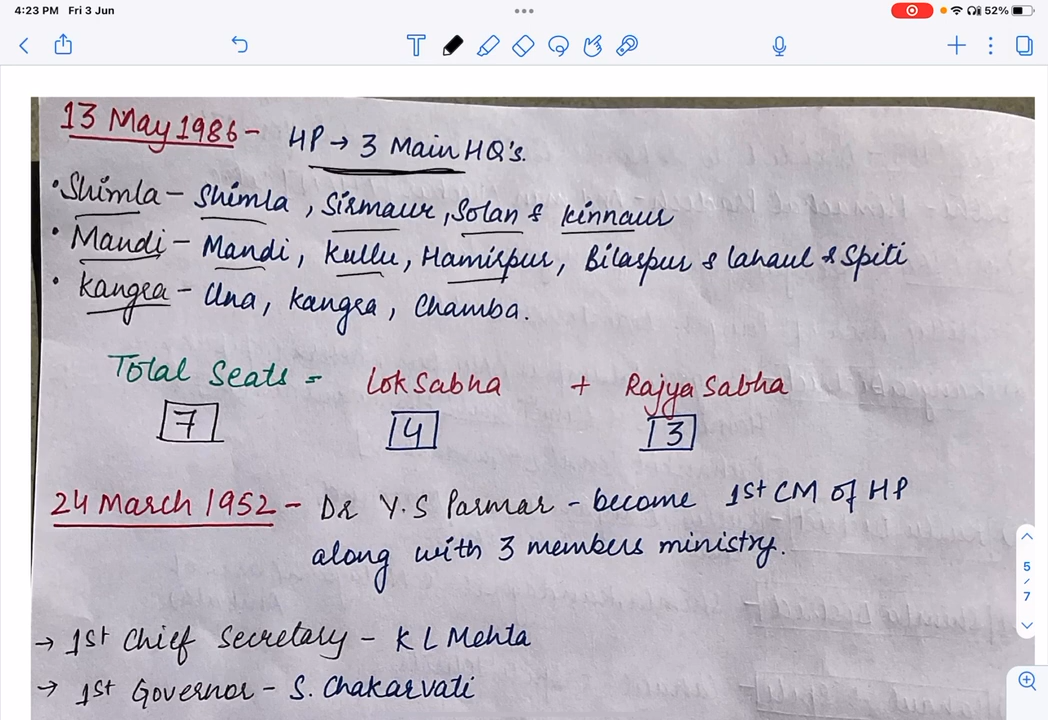 4:23 PM Fri 3 Jun
52%
T
13 May 1986 - HP → 3 Main HQ's.
• Shimla - Shimla, Sirmaur, Solan & kinnaur
• Mandi - Mandi, Kullu, Hamirpur, Bilaspur & lahaul & Spiti
• kangra - Una, kangra, Chamba.
Total Seats = Lok Sabha + Rajya Sabha
7 4 3
24 March 1952 - Dr Y.S Parmar - become 1st CM of HP
along with 3 members ministry.
5
/
7
→ 1st Chief Secretary - K L Mehta
→ 1st Governor - S. Chakarvati